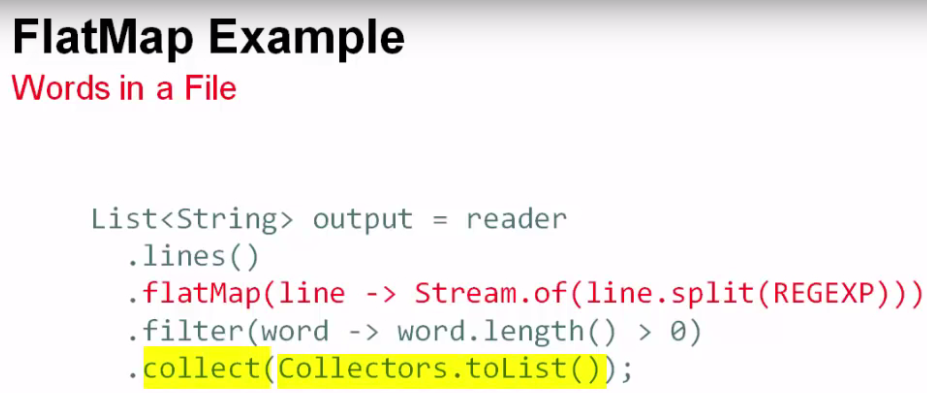 FlatMap Example
Words in a File
List<String> output = reader
.lines()
.flatMap(line -> Stream.of(line.split(REGEXP)))
.filter(word -> word.length() > 0)
.collect(Collectors.toList());